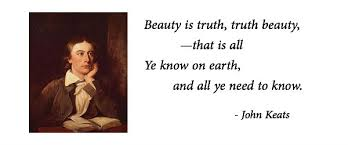 Beauty is truth, truth beauty,
—that is all
Ye know on earth,
and all ye need to know.
- John Keats